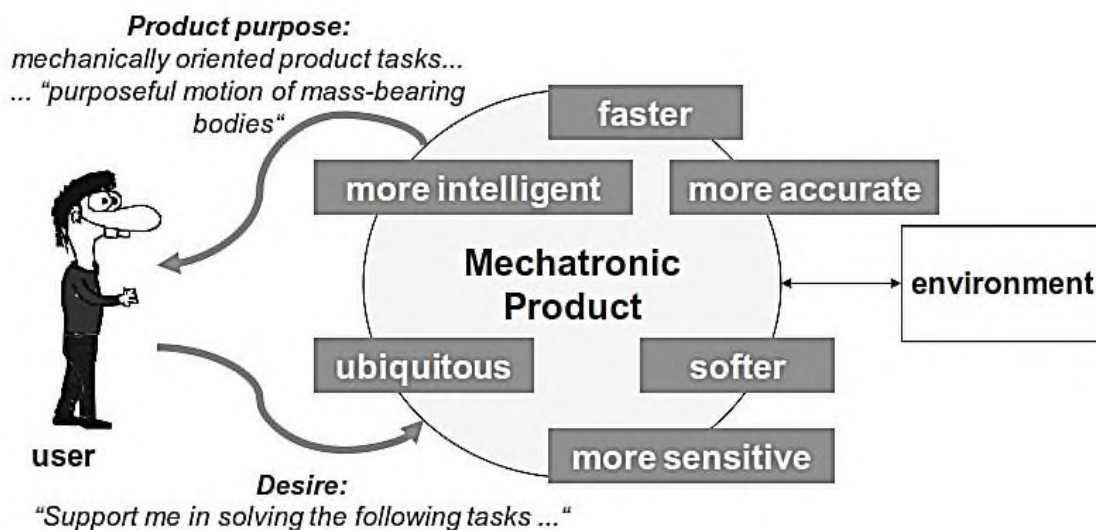 Product purpose:
mechanically oriented product tasks...
... “purposeful motion of mass-bearing
bodies“
faster
more intelligent
more accurate
Mechatronic
Product
environment
ubiquitous
softer
more sensitive
user
Desire:
“Support me in solving the following tasks ...“